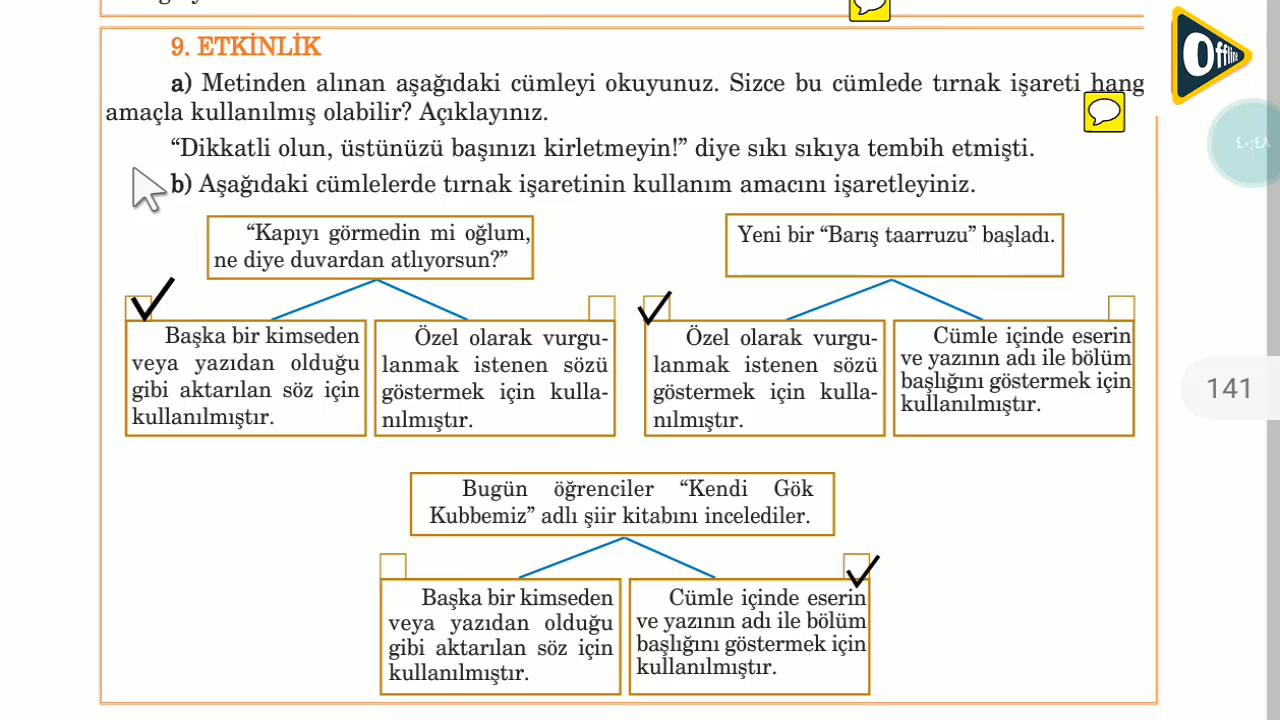 9. ETKİNLİK
a) Metinden alınan aşağıdaki cümleyi okuyunuz. Sizce bu cümlede tırnak işareti hang
amaçla kullanılmış olabilir? Açıklayınız.
“Dikkatli olun, üstünüzü başınızı kirletmeyin!” diye sıkı sıkıya tembih etmişti.
b) Aşağıdaki cümlelerde tırnak işaretinin kullanım amacını işaretleyiniz.
“Kapıyı görmedin mi oğlum,
ne diye duvardan atlıyorsun?”
Başka bir kimseden
veya yazıdan olduğu
gibi aktarılan söz için
kullanılmıştır.
Özel olarak vurgu-
lanmak istenen sözü
göstermek için kulla-
nılmıştır.
Yeni bir “Barış taarruzu” başladı.
Özel olarak vurgu-
lanmak istenen sözü
göstermek için kulla-
nılmıştır.
Cümle içinde eserin
ve yazının adı ile bölüm
başlığını göstermek için
kullanılmıştır.
Bugün öğrenciler “Kendi Gök
Kubbemiz” adlı şiir kitabını incelediler.
Başka bir kimseden
veya yazıdan olduğu
gibi aktarılan söz için
kullanılmıştır.
Cümle içinde eserin
ve yazının adı ile bölüm
başlığını göstermek için
kullanılmıştır.
Offline
٤٠:٤٨
141